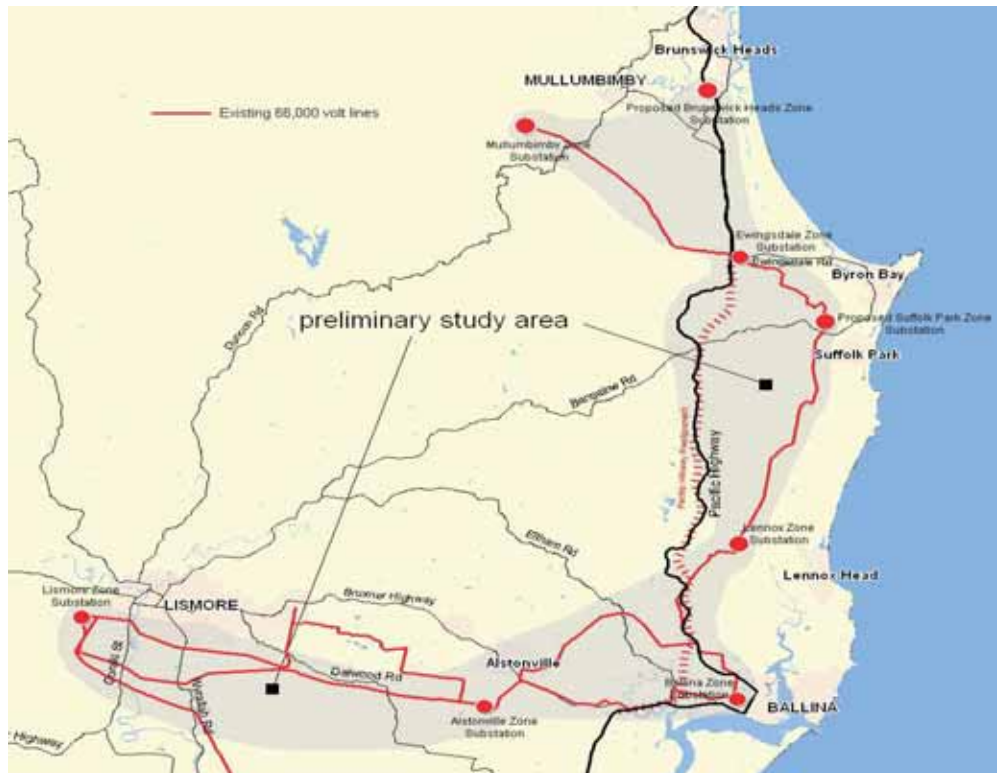 Brunswick Heads
MULLUMBIMBY
Proposed Brunswick Heads Zone
Substation
Existing 66,000 volt lines
Mullumbimby Zone
Substation
Ewingsdale Zone
Substation
Ewingsdale Rd
Byron Bay
Dunoon Rd
preliminary study area
Proposed Suffolk Park Zone
Substation
Suffolk Park
Bangalow Rd
Pacific Highway
Eltham Rd
Lennox Zone
Substation
Lennox Head
Lismore Zone
Substation
LISMORE
Bruxner Highway
Alstonville
Dalwood Rd
Ballina Zone
Substation
BALLINA
Wyrallah Rd
Alstonville Zone
Substation
Highway